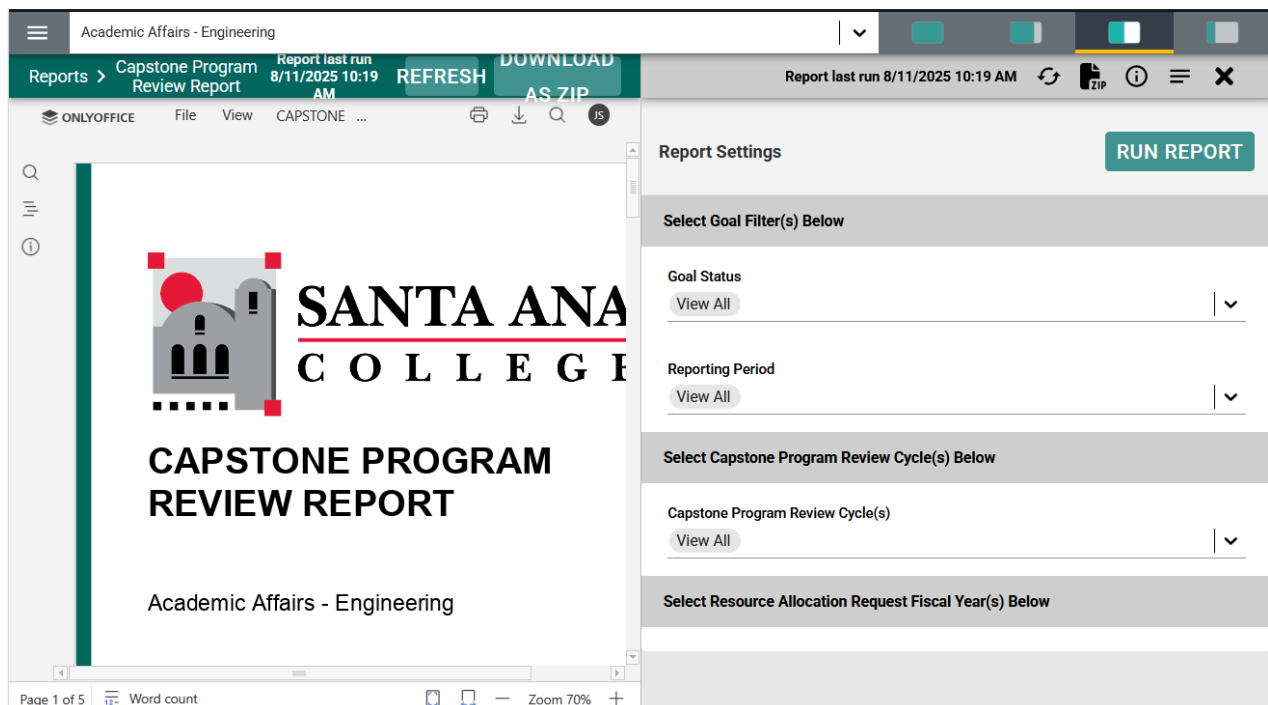 Academic Affairs - Engineering
Reports > Capstone Program Review Report
Report last run 8/11/2025 10:19 AM
REFRESH
DOWNLOAD AS ZIP
Report last run 8/11/2025 10:19 AM
ZIP
ONLYOFFICE File View CAPSTONE ...
JS
SANTA ANA
COLLEGE
CAPSTONE PROGRAM
REVIEW REPORT
Academic Affairs - Engineering
Page 1 of 5 Word count Zoom 70%
Report Settings
RUN REPORT
Select Goal Filter(s) Below
Goal Status
View All
Reporting Period
View All
Select Capstone Program Review Cycle(s) Below
Capstone Program Review Cycle(s)
View All
Select Resource Allocation Request Fiscal Year(s) Below